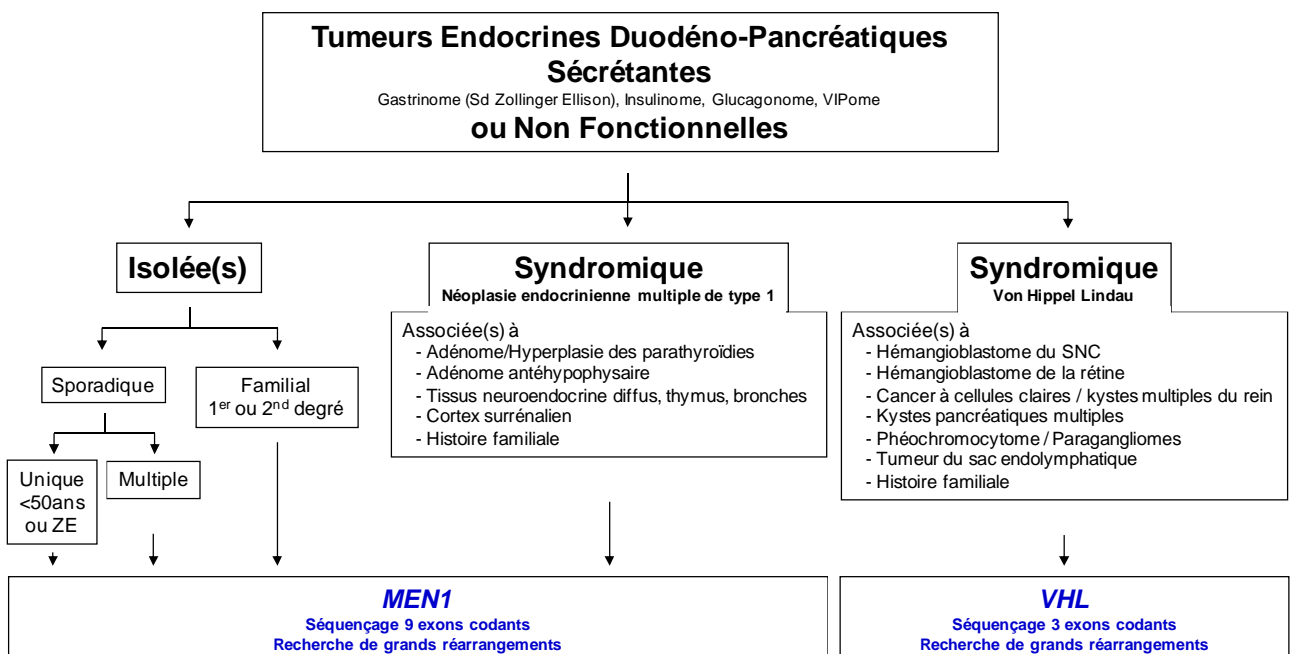 Tumeurs Endocrines Duodéno-Pancréatiques
Sécrétantes
Gastrinome (Sd Zollinger Ellison), Insulinome, Glucagonome, VIPome
ou Non Fonctionnelles
Isolée(s)
Sporadique
Familial
1er ou 2nd degré
Unique
<50ans
ou ZE
Multiple
Syndromique
Néoplasie endocrinienne multiple de type 1
Associée(s) à
- Adénome/Hyperplasie des parathyroïdies
- Adénome antéhypophysaire
- Tissus neuroendocrine diffus, thymus, bronches
- Cortex surrénalien
- Histoire familiale
Syndromique
Von Hippel Lindau
Associée(s) à
- Hémangioblastome du SNC
- Hémangioblastome de la rétine
- Cancer à cellules claires / kystes multiples du rein
- Kystes pancréatiques multiples
- Phéochromocytome / Paragangliomes
- Tumeur du sac endolymphatique
- Histoire familiale
MEN1
Séquençage 9 exons codants
Recherche de grands réarrangements
VHL
Séquençage 3 exons codants
Recherche de grands réarrangements